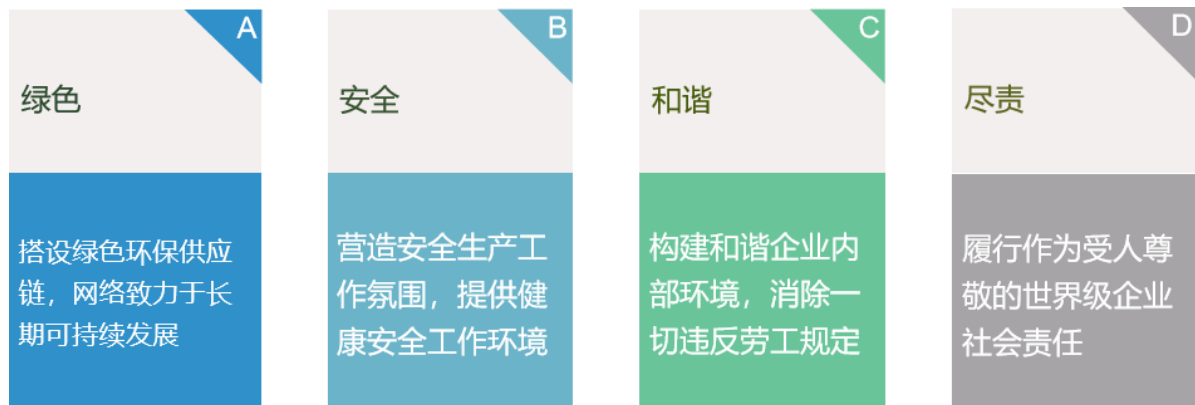 A
绿色
搭设绿色环保供应
链，网络致力于长
期可持续发展
B
安全
营造安全生产工
作氛围，提供健
康安全工作环境
C
和谐
构建和谐企业内
部环境，消除一
切违反劳工规定
D
尽责
履行作为受人尊
敬的世界级企业
社会责任